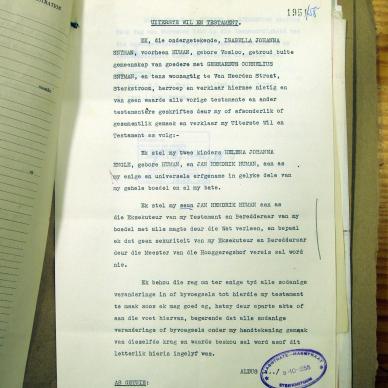 1951/58
UITERSTE WIL EN TESTAMENT.
EK, die ondergetekende, ISABELLA JOHANNA
SNYMAN, voorheen HUMAN, gebore Vosloo, getroud buite
gemeenskap van goedere met GERHARDUS CORNELIUS
SNYMAN, en tans woonagtig te Van Heerden Straat,
Sterkstroom, herroep en verklaar hiermee nietig en
van geen waarde alle vorige testamente en ander
testamentêre geskriftes deur my of afsonderlik of
gesamentlik gemaak en verklaar my Uiterste Wil en
Testament as volg:-
Ek stel my twee kinders HELENA JOHANNA
ENGLE, gebore HUMAN, en JAN HENDRIK HUMAN, aan as
my enige en universele erfgename in gelyke dele van
my gehele boedel en al my bate.
Ek stel my seun JAN HENDRIK HUMAN aan as
die Eksekuteur van my Testament en Beredderaar van my
boedel met alle magte deur die Wet verleen, en bepaal
ek dat geen sekuriteit van my Eksekuteur en Beredderaar
deur die Meester van die Hooggeregshof vereis sal word
nie.
Ek behou die reg om ter enige tyd alle sodanige
veranderinge in of byvoegsels tot hierdie my testament
te maak soos ek mag goed eg, hetsy deur aparte akte of
aan die voet hiervan, begerende dat alle sodanige
veranderings of byvoegsels onder my handtekening gemaak
van dieselfde krag en waarde beskou sal word asof dit
letterlik hierin ingelyf was.
ALDUS
AS GETUIE:
STERKSTROOM